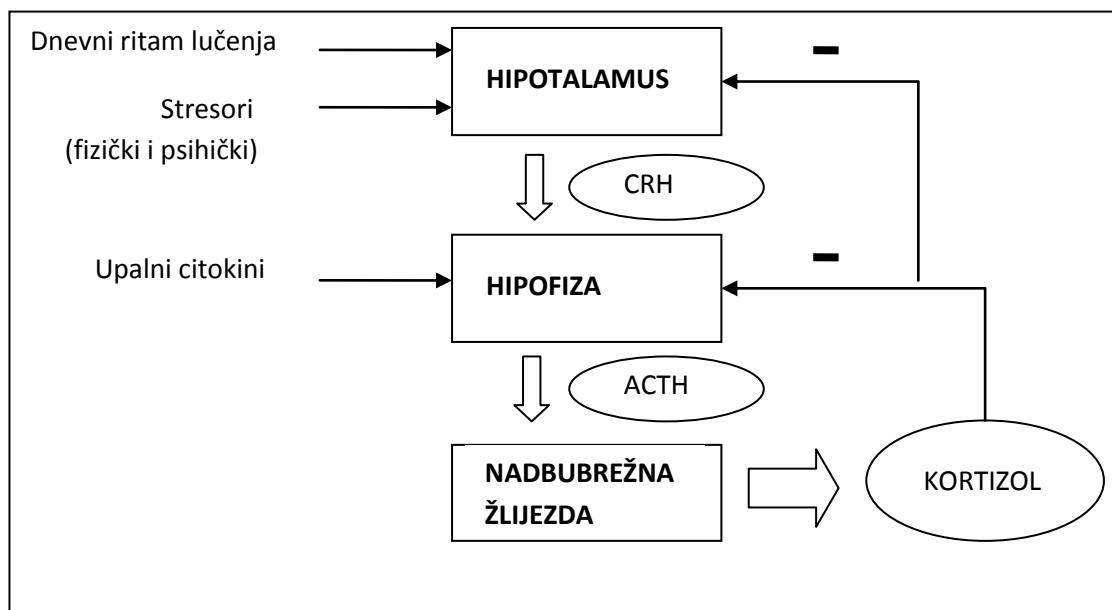 Dnevni ritam lučenja
HIPOTALAMUS
–
Stresori
(fizički i psihički)
CRH
Upalni citokini
HIPOFIZA
–
ACTH
NADBUBREŽNA
ŽLIJEZDA
KORTIZOL